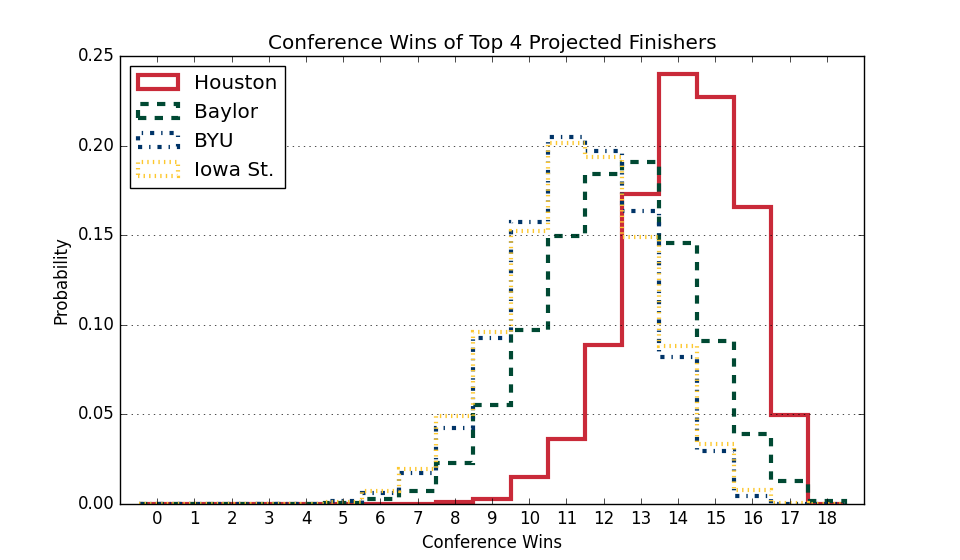 Conference Wins of Top 4 Projected Finishers
0.25
0.20
0.15
0.10
0.05
0.00
Probability
Houston
Baylor
BYU
Iowa St.
0 1 2 3 4 5 6 7 8 9 10 11 12 13 14 15 16 17 18
Conference Wins